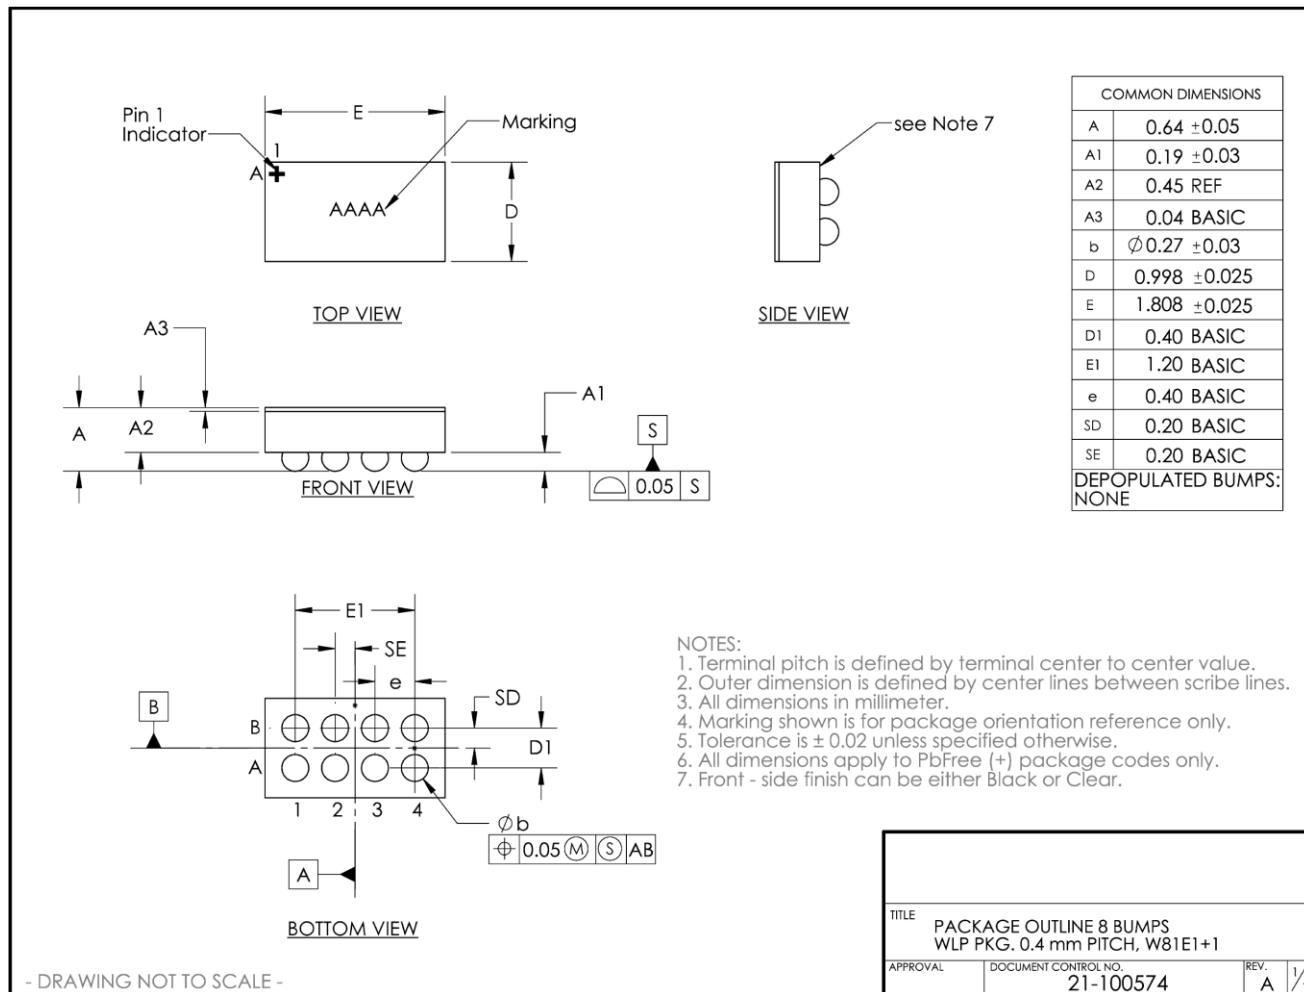 Pin 1
Indicator
E
Marking
1
A
AAAA
D
TOP VIEW
see Note 7
SIDE VIEW
COMMON DIMENSIONS
A 0.64 ±0.05
A1 0.19 ±0.03
A2 0.45 REF
A3 0.04 BASIC
b ∅0.27 ±0.03
D 0.998 ±0.025
E 1.808 ±0.025
D1 0.40 BASIC
E1 1.20 BASIC
e 0.40 BASIC
SD 0.20 BASIC
SE 0.20 BASIC
DEPOPULATED BUMPS:
NONE
A3
A
A2
A1
S
⌓ 0.05 S
FRONT VIEW
E1
SE
e
SD
B
B
D1
A
1 2 3 4
∅b
⌖ 0.05 Ⓜ Ⓢ AB
A
BOTTOM VIEW
NOTES:
1. Terminal pitch is defined by terminal center to center value.
2. Outer dimension is defined by center lines between scribe lines.
3. All dimensions in millimeter.
4. Marking shown is for package orientation reference only.
5. Tolerance is ± 0.02 unless specified otherwise.
6. All dimensions apply to PbFree (+) package codes only.
7. Front - side finish can be either Black or Clear.
- DRAWING NOT TO SCALE -
TITLE
PACKAGE OUTLINE 8 BUMPS
WLP PKG. 0.4 mm PITCH, W81E1+1
APPROVAL
DOCUMENT CONTROL NO.
21-100574
REV.
A
1/